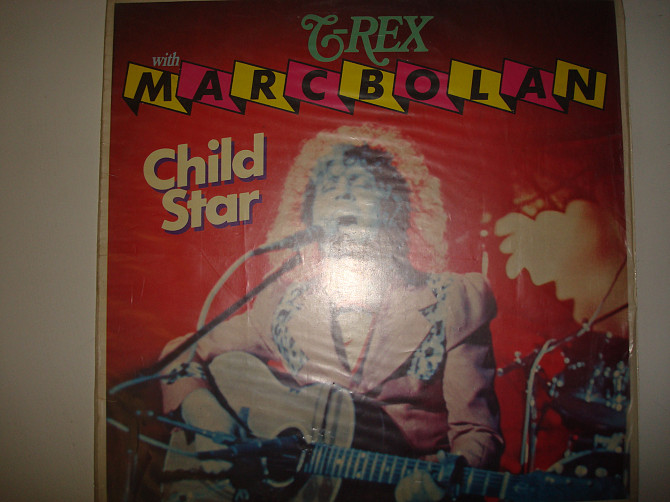 T-REX
with
MARC BOLAN
Child
Star